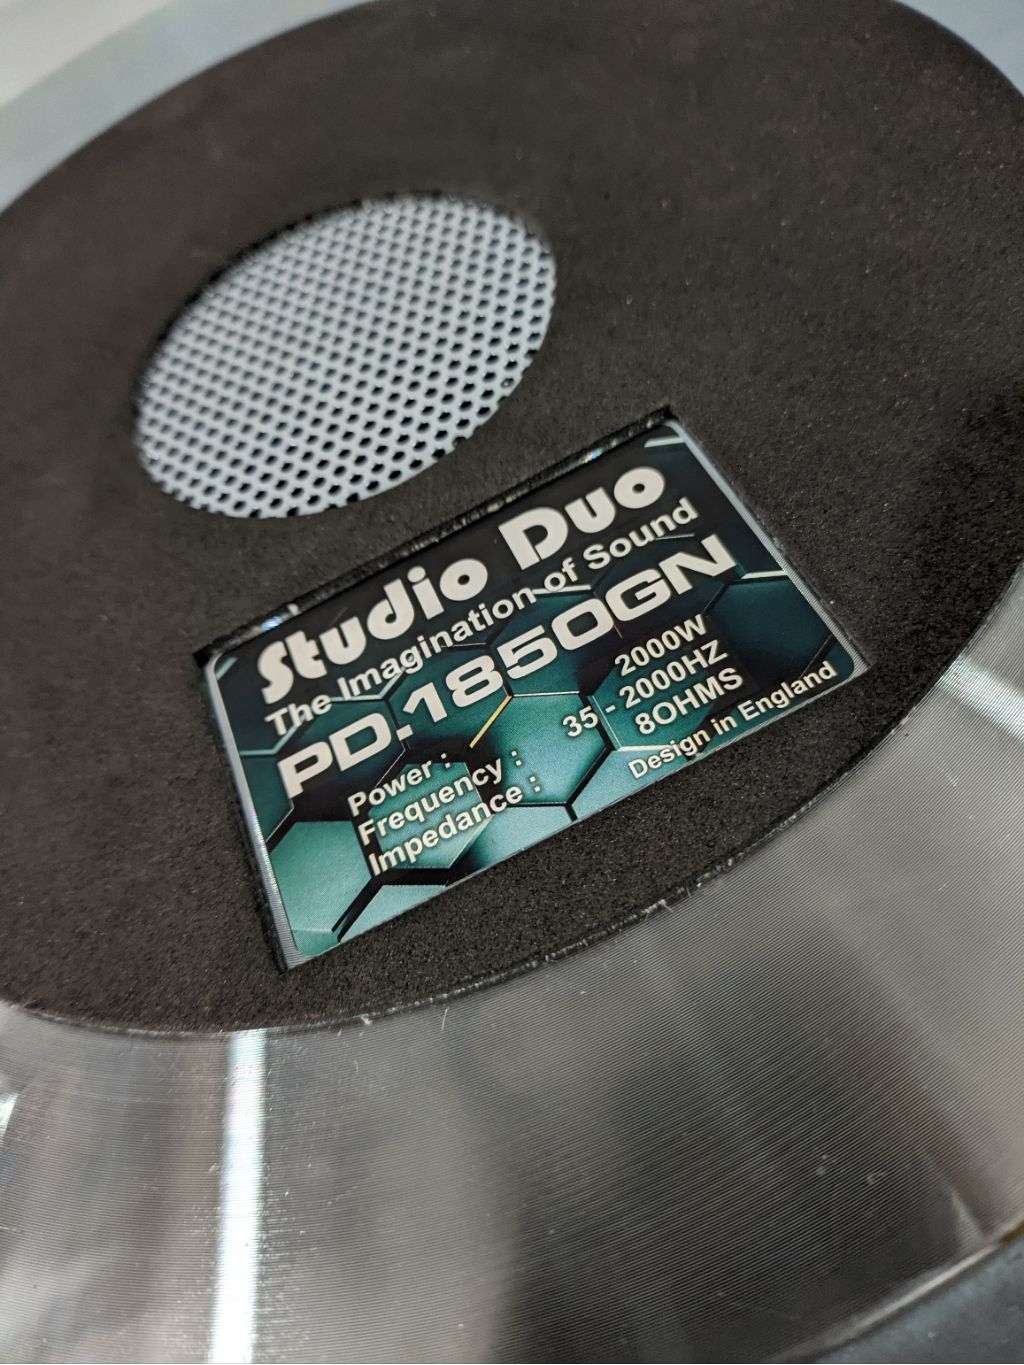 Studio Duo
The Imagination of Sound
PD.1850GN
Power : 2000W
Frequency : 35 - 2000HZ
Impedance : 8OHMS
Design in England